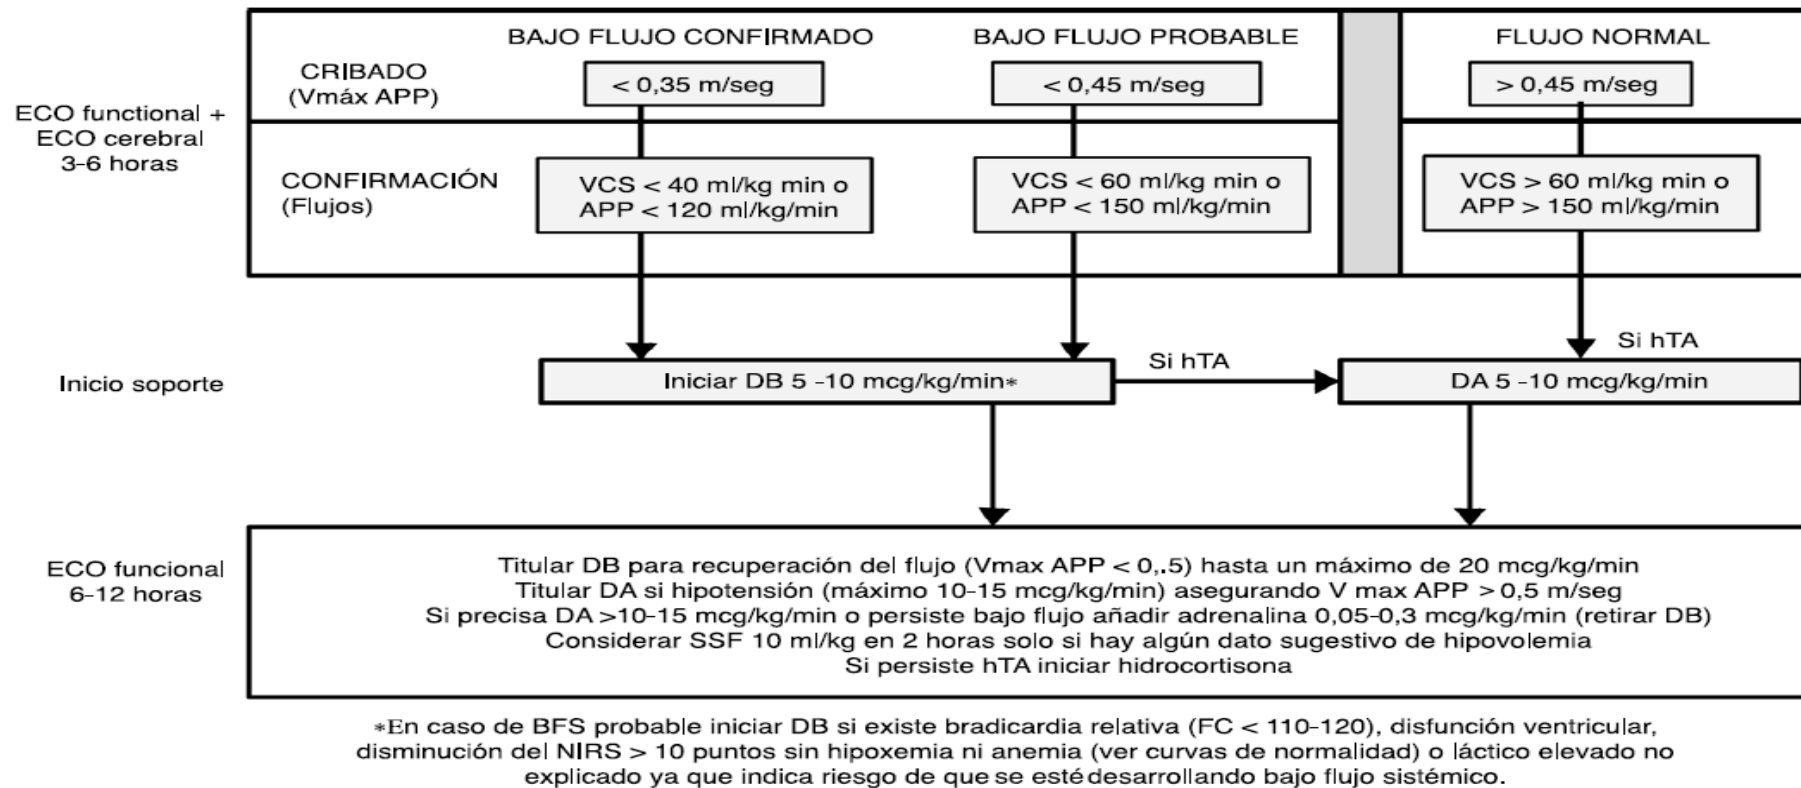 BAJO FLUJO CONFIRMADO
BAJO FLUJO PROBABLE
FLUJO NORMAL
CRIBADO
(Vmáx APP)
< 0,35 m/seg
< 0,45 m/seg
> 0,45 m/seg
ECO functional +
ECO cerebral
3-6 horas
CONFIRMACIÓN
(Flujos)
VCS < 40 ml/kg min o
APP < 120 ml/kg/min
VCS < 60 ml/kg min o
APP < 150 ml/kg/min
VCS > 60 ml/kg min o
APP > 150 ml/kg/min
Si hTA
Si hTA
Inicio soporte
Iniciar DB 5 -10 mcg/kg/min*
DA 5 -10 mcg/kg/min
ECO funcional
6-12 horas
Titular DB para recuperación del flujo (Vmax APP < 0,.5) hasta un máximo de 20 mcg/kg/min
Titular DA si hipotensión (máximo 10-15 mcg/kg/min) asegurando V max APP > 0,5 m/seg
Si precisa DA >10-15 mcg/kg/min o persiste bajo flujo añadir adrenalina 0,05-0,3 mcg/kg/min (retirar DB)
Considerar SSF 10 ml/kg en 2 horas solo si hay algún dato sugestivo de hipovolemia
Si persiste hTA iniciar hidrocortisona
*En caso de BFS probable iniciar DB si existe bradicardia relativa (FC < 110-120), disfunción ventricular,
disminución del NIRS > 10 puntos sin hipoxemia ni anemia (ver curvas de normalidad) o láctico elevado no
explicado ya que indica riesgo de que se esté desarrollando bajo flujo sistémico.